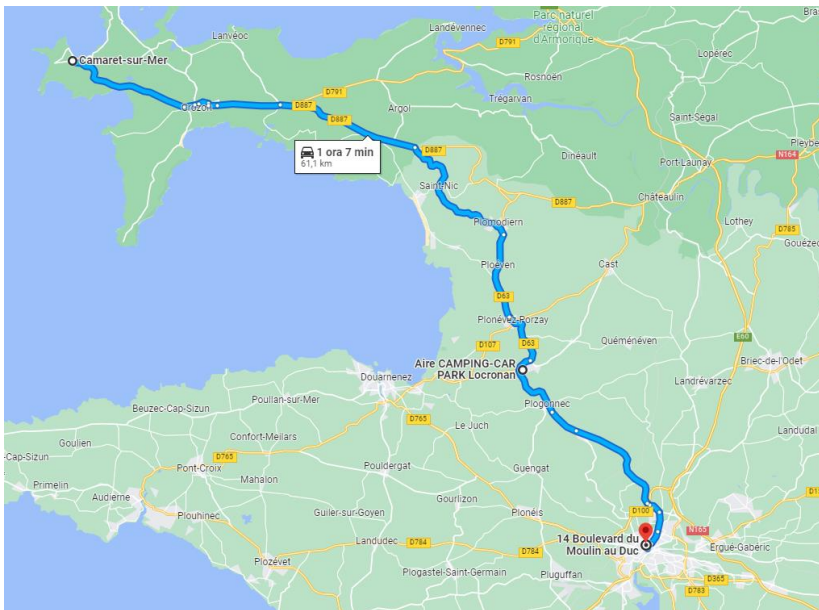 Parc naturel
régional
d'Armorique
Landévennec
D791
Lanvéoc
Camaret-sur-Mer
Lopérec
Rosnoën
Trégarvan
D791
Crozon
D887
Argol
Saint-Ségal
D887
Pleybe
N164
1 ora 7 min
61,1 km
D887
Dinéault
Port-Launay
Saint-Nic
Châteaulin
D887
Plomodiern
Lothey
D785
Gouézec
Ploéven
Cast
D63
Plonévez-Porzay
E60
D107
D63
Quéménéven
Aire CAMPING-CAR
PARK Locronan
Briec-de-l'Odet
Douarnenez
Landrévarzec
Poullan-sur-Mer
Beuzec-Cap-Sizun
Plogonnec
D765
Le Juch
Landudal
Goulien
Confort-Meilars
-Cap-Sizun
D765
Pont-Croix
Pouldergat
Guengat
Primelin
Mahalon
Audierne
Gourlizon
D100
Plouhinec
Guiler-sur-Goyen
Plonéis
N165
14 Boulevard du
Moulin au Duc
Landudec
D784
D784
Ergué-Gabéric
Plozévet
Plogastel-Saint-Germain
Pluguffan
D365
D783